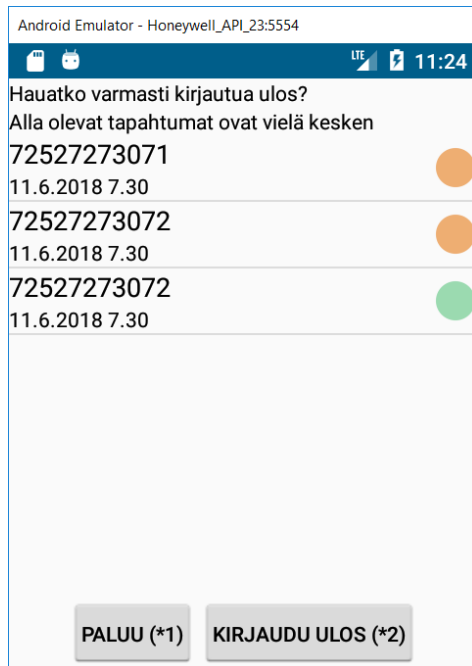 Android Emulator - Honeywell_API_23:5554
LTE 11:24
Hauatko varmasti kirjautua ulos?
Alla olevat tapahtumat ovat vielä kesken
72527273071
11.6.2018 7.30
72527273072
11.6.2018 7.30
72527273072
11.6.2018 7.30
PALUU (*1) KIRJAUDU ULOS (*2)